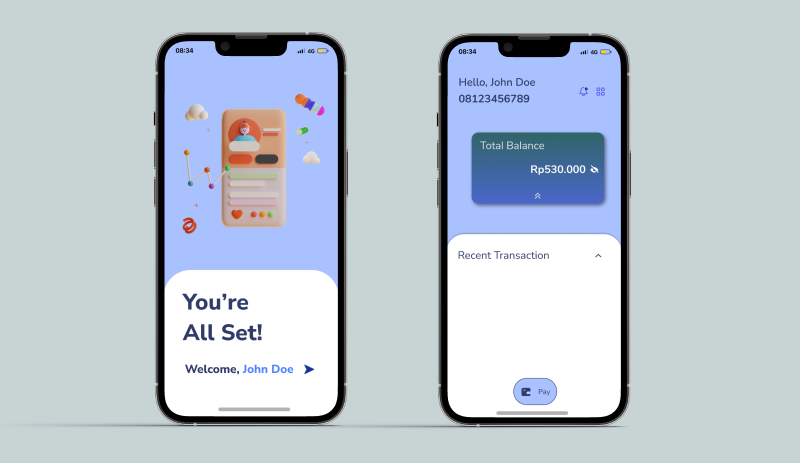 08:34
4G
You're
All Set!
Welcome, John Doe
08:34
4G
Hello, John Doe
08123456789
Total Balance
Rp530.000
Recent Transaction
Pay